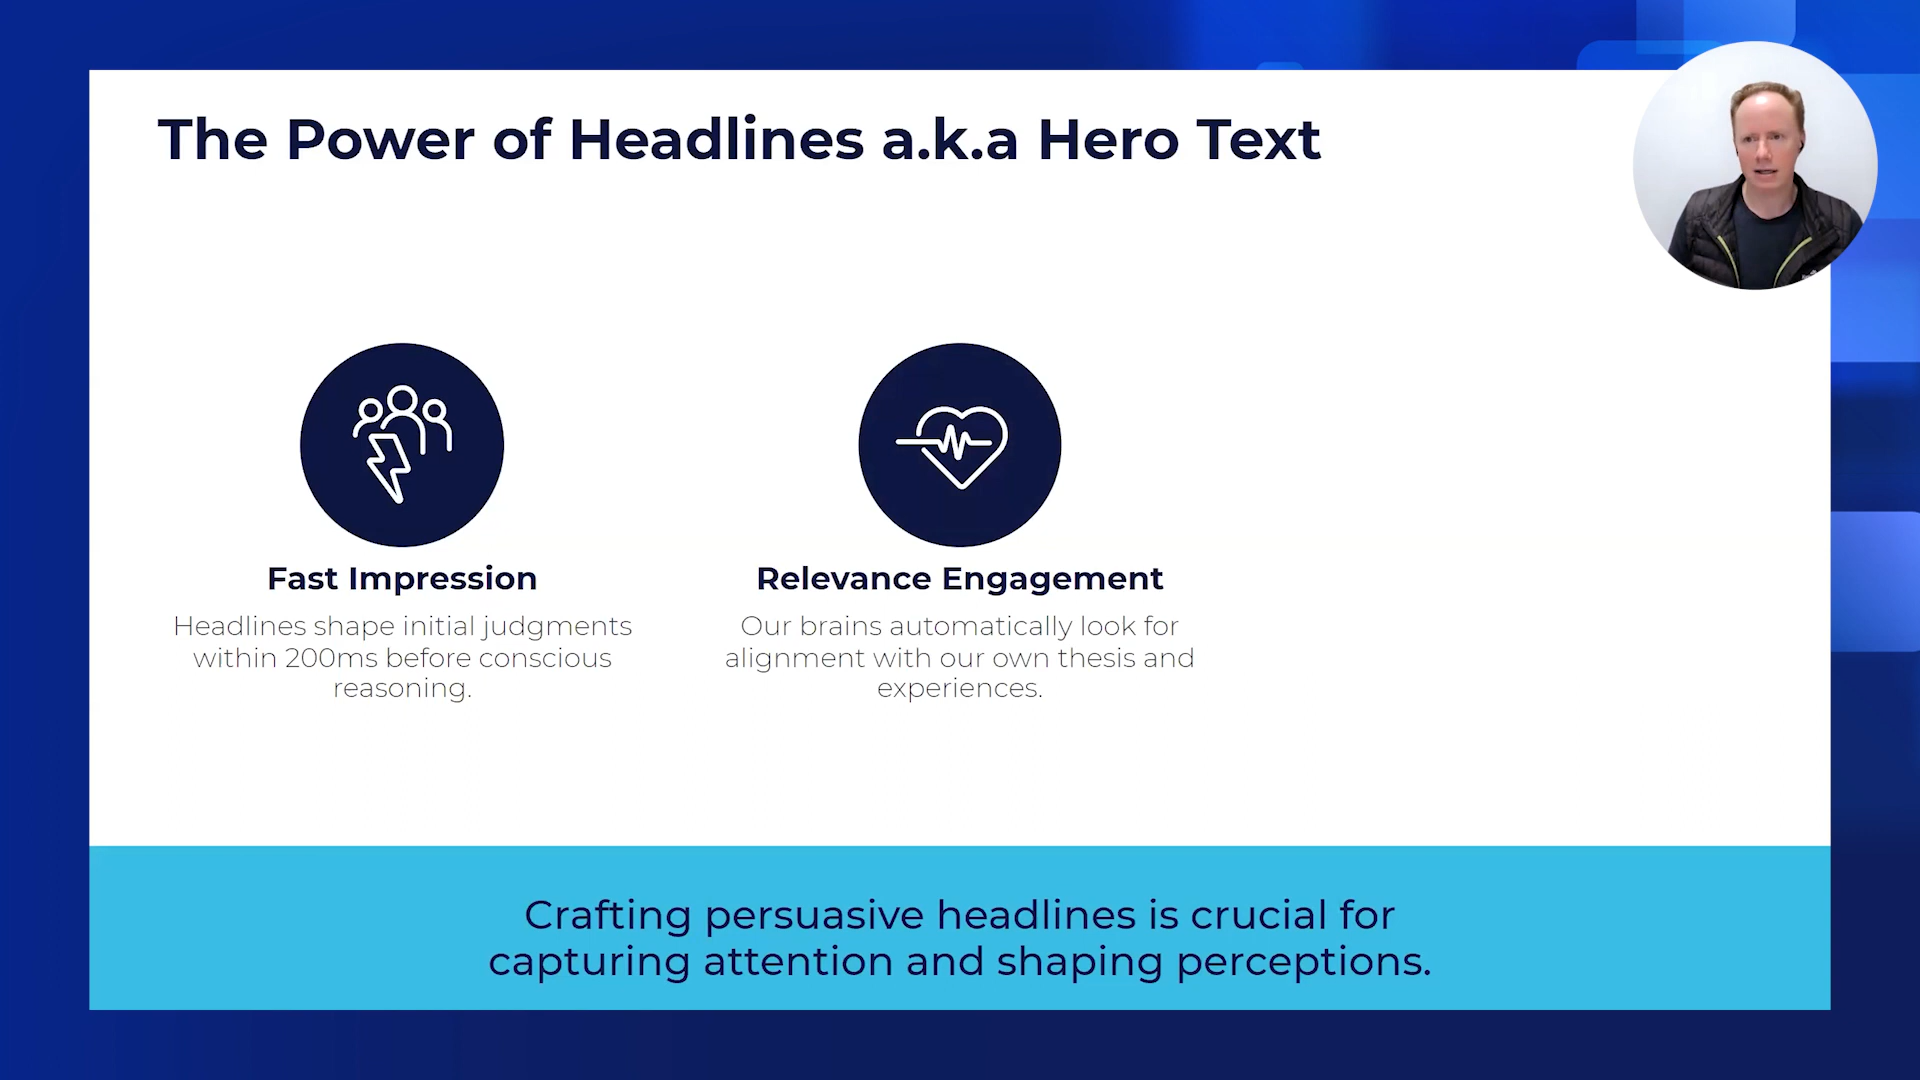 The Power of Headlines a.k.a Hero Text
Fast Impression
Headlines shape initial judgments
within 200ms before conscious
reasoning.
Relevance Engagement
Our brains automatically look for
alignment with our own thesis and
experiences.
Crafting persuasive headlines is crucial for
capturing attention and shaping perceptions.